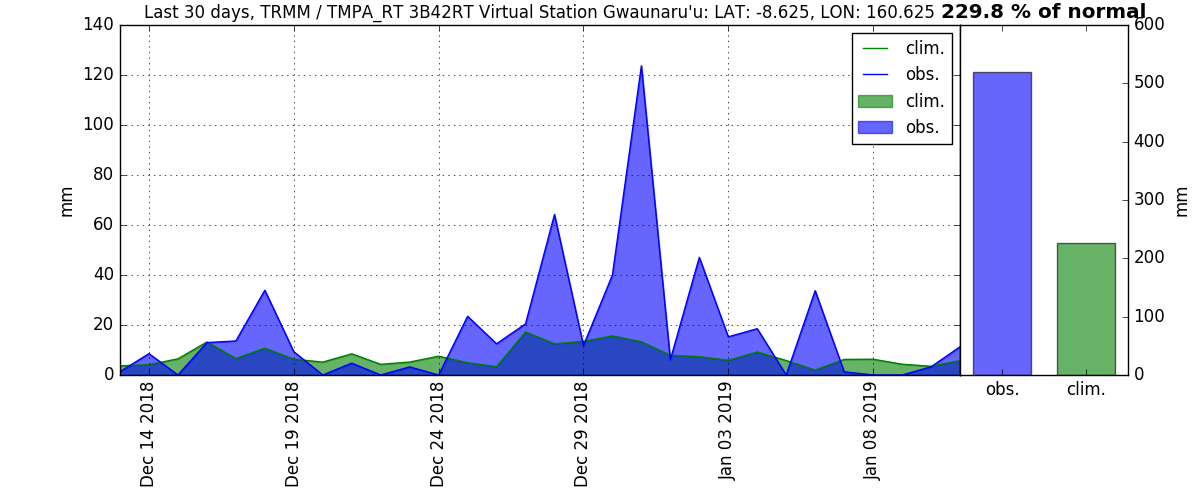 Last 30 days, TRMM / TMPA_RT 3B42RT Virtual Station Gwaunaru'u: LAT: -8.625, LON: 160.625 229.8 % of normal
140
120
100
80
60
40
20
0
mm
clim.
obs.
clim.
obs.
600
500
400
300
200
100
0
mm
Dec 14 2018
Dec 19 2018
Dec 24 2018
Dec 29 2018
Jan 03 2019
Jan 08 2019
obs.
clim.